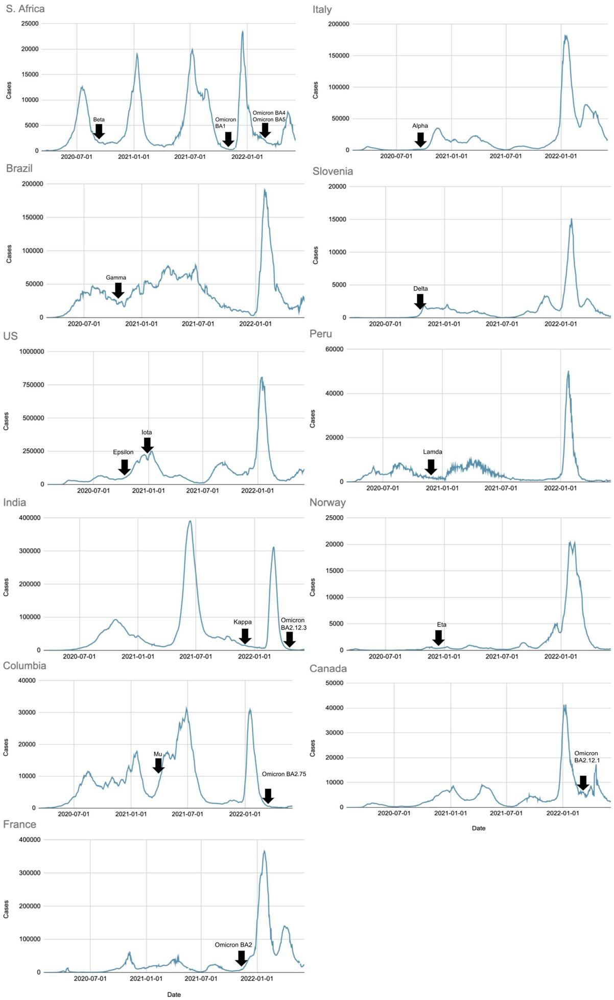 S. Africa
25000
20000
15000
10000
5000
0
Cases
Beta
Omicron
BA1
Omicron BA4
Omicron BA5
2020-07-01 2021-01-01 2021-07-01 2022-01-01
Italy
200000
150000
100000
50000
0
Cases
Alpha
2020-07-01 2021-01-01 2021-07-01 2022-01-01
Brazil
200000
150000
100000
50000
0
Cases
Gamma
2020-07-01 2021-01-01 2021-07-01 2022-01-01
Slovenia
20000
15000
10000
5000
0
Cases
Delta
2020-07-01 2021-01-01 2021-07-01 2022-01-01
US
1000000
750000
500000
250000
0
Cases
Iota
Epsilon
2020-07-01 2021-01-01 2021-07-01 2022-01-01
Peru
60000
40000
20000
0
Cases
Lamda
2020-07-01 2021-01-01 2021-07-01 2022-01-01
India
400000
300000
200000
100000
0
Cases
Kappa
Omicron
BA2.12.3
2020-07-01 2021-01-01 2021-07-01 2022-01-01
Norway
25000
20000
15000
10000
5000
0
Cases
Eta
2020-07-01 2021-01-01 2021-07-01 2022-01-01
Columbia
40000
30000
20000
10000
0
Cases
Mu
Omicron BA2.75
2020-07-01 2021-01-01 2021-07-01 2022-01-01
Canada
50000
40000
30000
20000
10000
0
Cases
Omicron
BA2.12.1
2020-07-01 2021-01-01 2021-07-01 2022-01-01
Date
France
400000
300000
200000
100000
0
Cases
Omicron BA2
2020-07-01 2021-01-01 2021-07-01 2022-01-01
Date